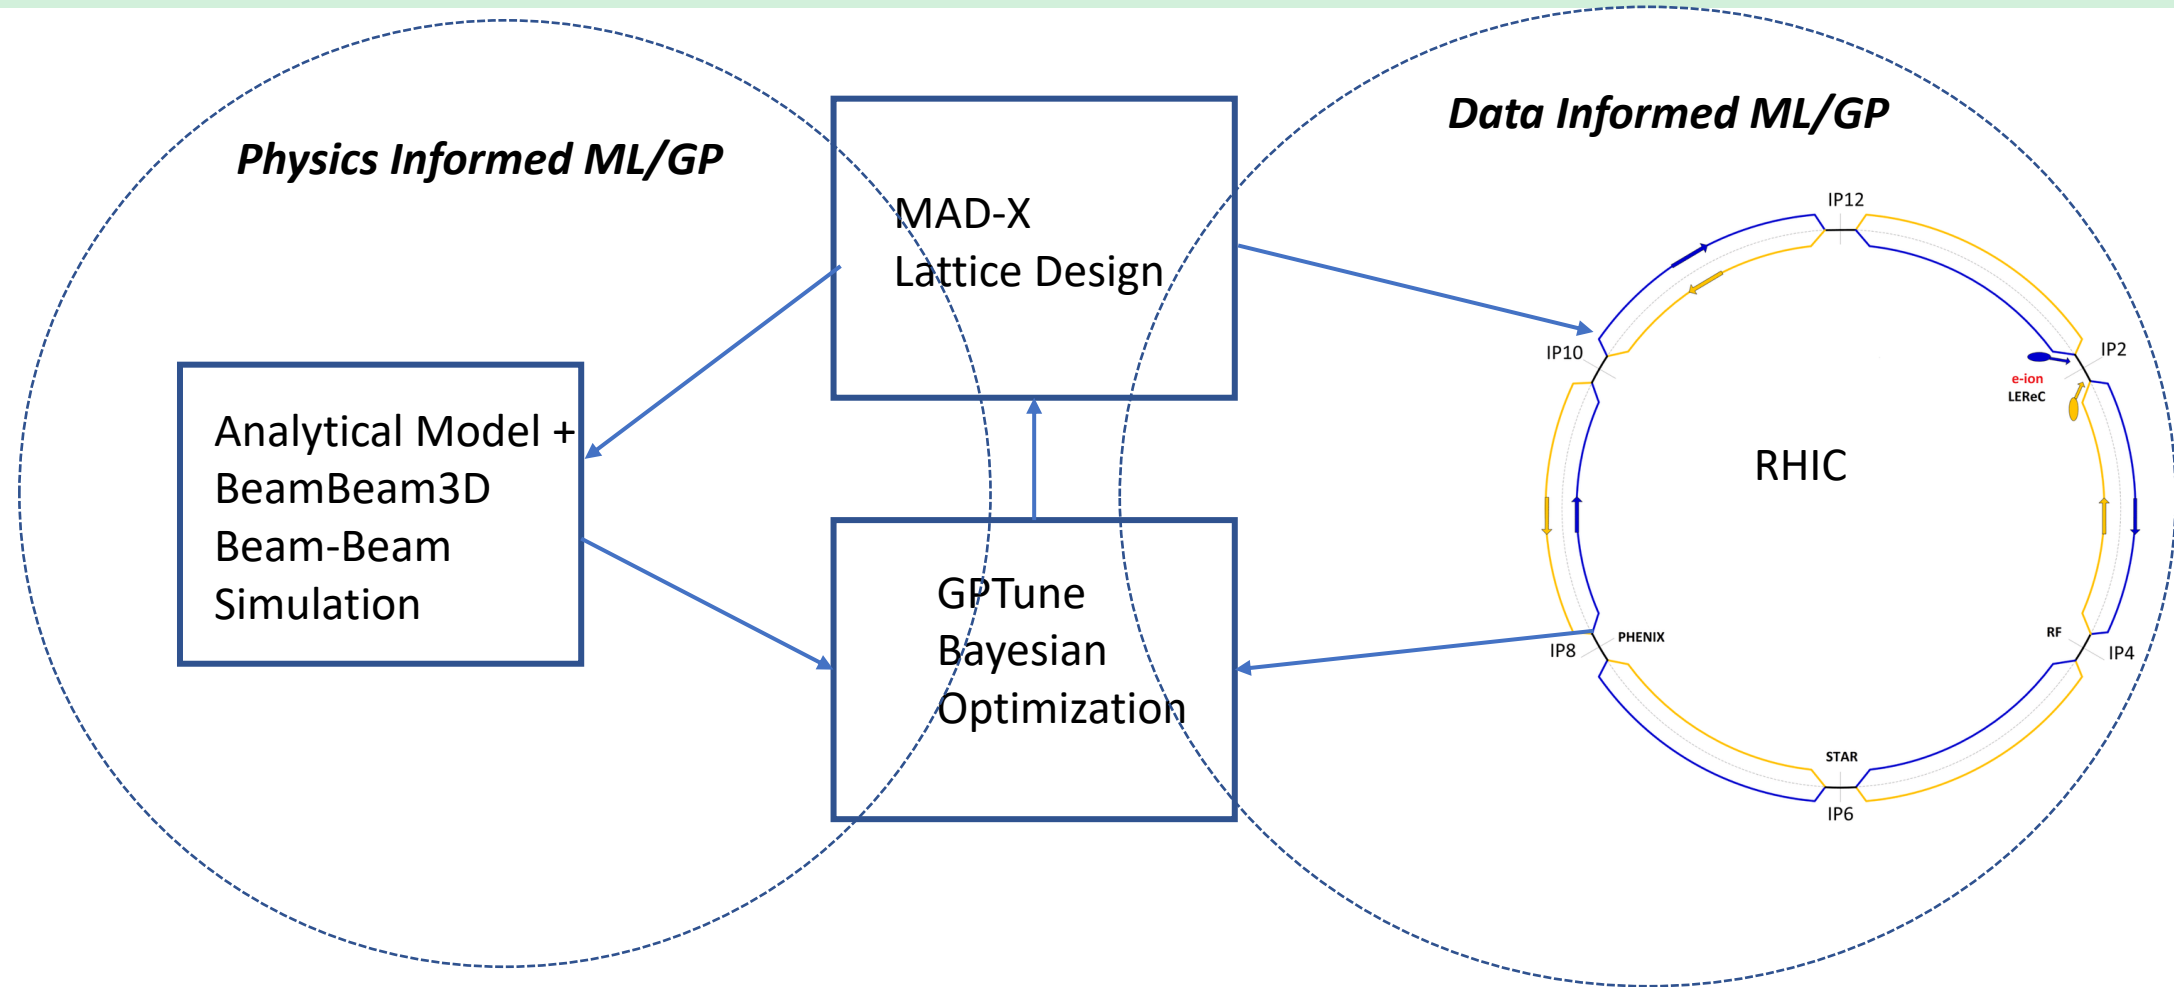 Physics Informed ML/GP
Data Informed ML/GP
MAD-X
Lattice Design
Analytical Model +
BeamBeam3D
Beam-Beam
Simulation
GPTune
Bayesian
Optimization
IP12
IP10
IP2
e-ion
LEReC
RHIC
PHENIX
IP8
RF
IP4
STAR
IP6